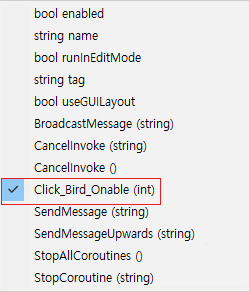 bool enabled
string name
bool runInEditMode
string tag
bool useGUILayout
BroadcastMessage (string)
CancelInvoke (string)
CancelInvoke ()
Click_Bird_Onable (int)
SendMessage (string)
SendMessageUpwards (string)
StopAllCoroutines ()
StopCoroutine (string)